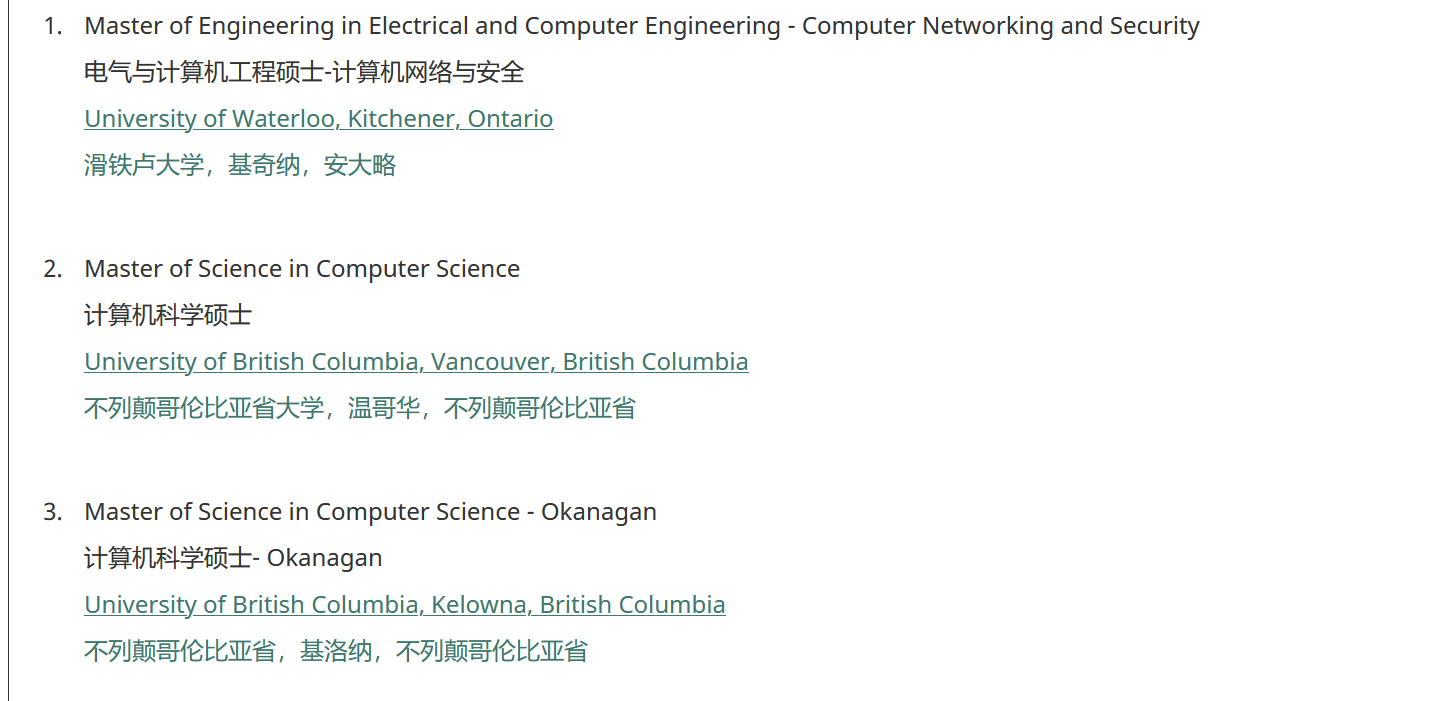 1. Master of Engineering in Electrical and Computer Engineering - Computer Networking and Security
电气与计算机工程硕士-计算机网络与安全
University of Waterloo, Kitchener, Ontario
滑铁卢大学，基奇纳，安大略
2. Master of Science in Computer Science
计算机科学硕士
University of British Columbia, Vancouver, British Columbia
不列颠哥伦比亚省大学，温哥华，不列颠哥伦比亚省
3. Master of Science in Computer Science - Okanagan
计算机科学硕士- Okanagan
University of British Columbia, Kelowna, British Columbia
不列颠哥伦比亚省，基洛纳，不列颠哥伦比亚省